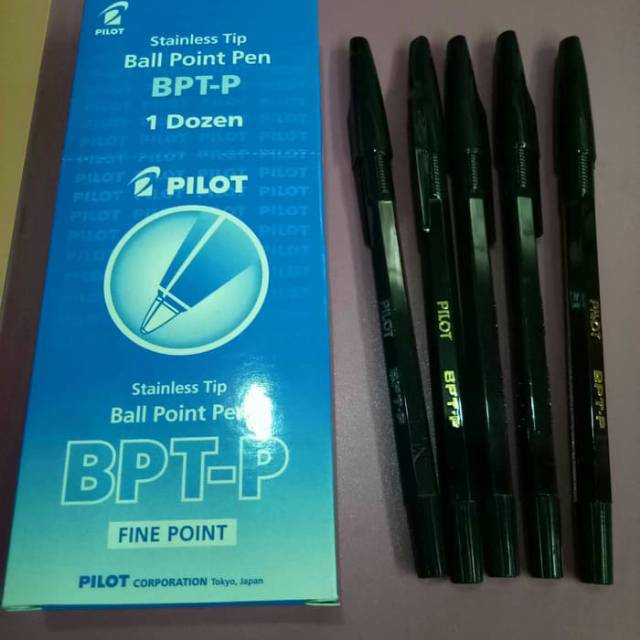 PILOT
Stainless Tip
Ball Point Pen
BPT-P
1 Dozen
PILOT
Stainless Tip
Ball Point Pen
BPT-P
FINE POINT
PILOT CORPORATION Tokyo, Japan
PILOT BPT-P
PILOT BPT-P
PILOT BPT-P